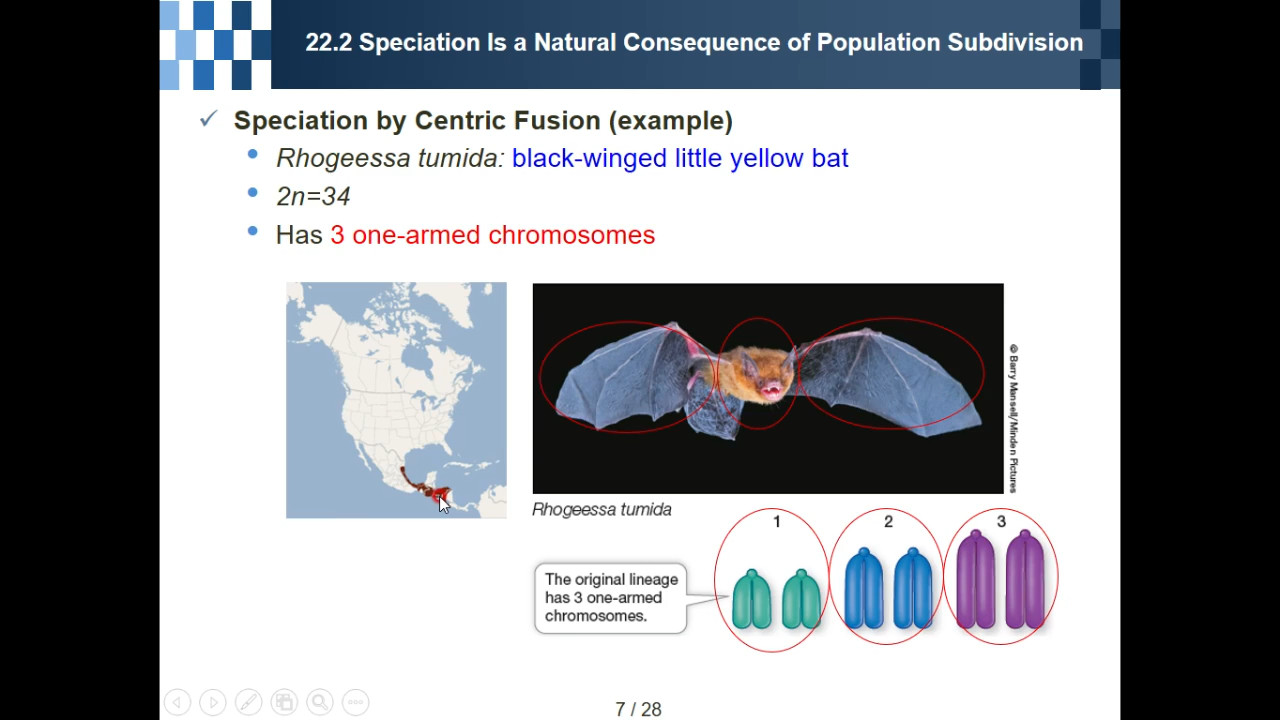 22.2 Speciation Is a Natural Consequence of Population Subdivision
✓ Speciation by Centric Fusion (example)
• Rhogeessa tumida: black-winged little yellow bat
• 2n=34
• Has 3 one-armed chromosomes
© Barry Mansell/Minden Pictures
Rhogeessa tumida
1 2 3
The original lineage
has 3 one-armed
chromosomes.
7 / 28